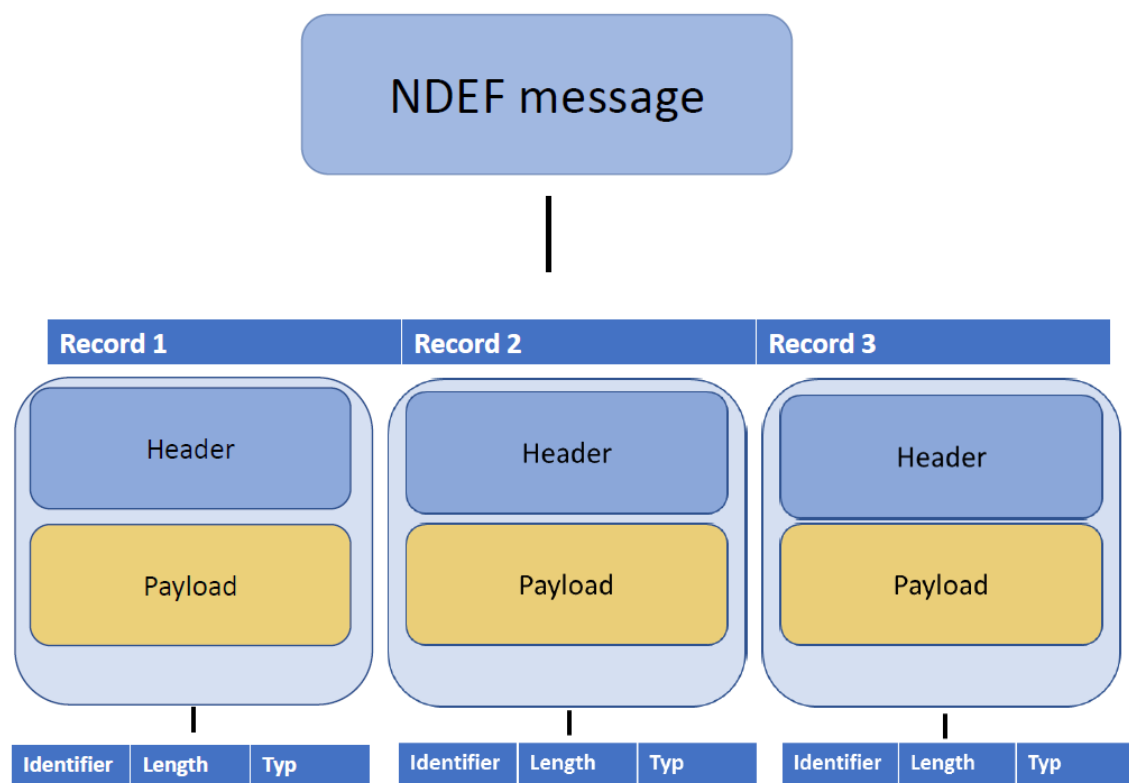 NDEF message
Record 1 Record 2 Record 3
Header Header Header
Payload Payload Payload
Identifier Length Typ Identifier Length Typ Identifier Length Typ